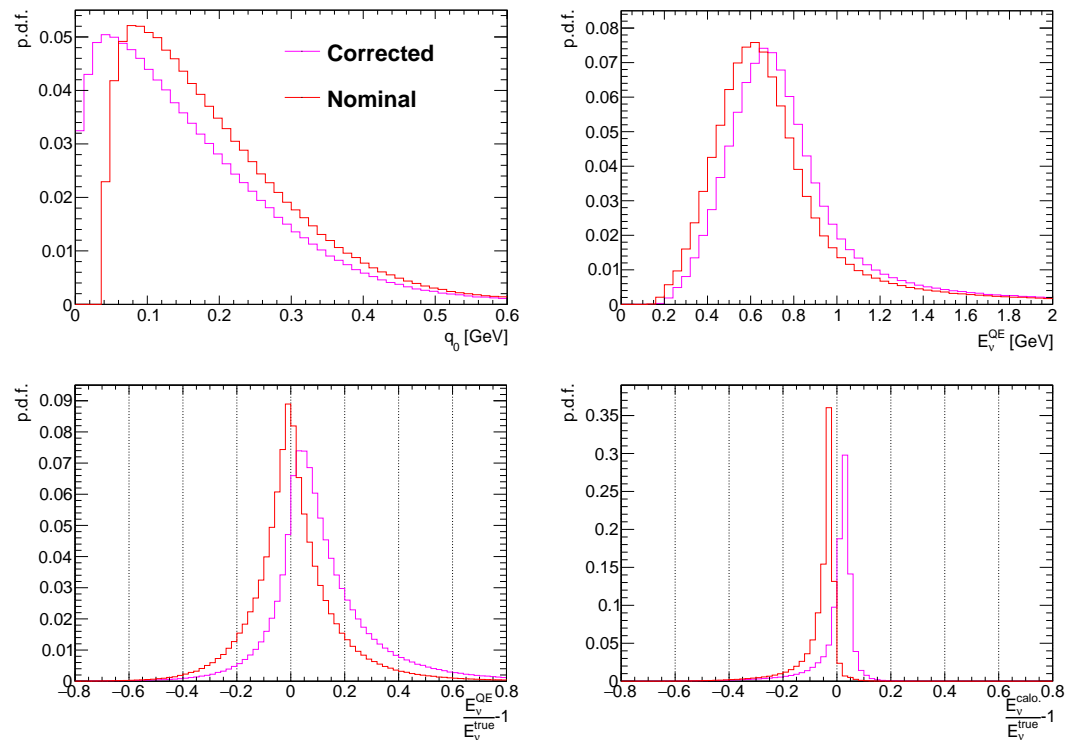 p.d.f.
0.05
0.04
0.03
0.02
0.01
0
Corrected
Nominal
0 0.1 0.2 0.3 0.4 0.5 0.6
q0 [GeV]
p.d.f.
0.08
0.07
0.06
0.05
0.04
0.03
0.02
0.01
0
0 0.2 0.4 0.6 0.8 1 1.2 1.4 1.6 1.8 2
EνQE [GeV]
p.d.f.
0.09
0.08
0.07
0.06
0.05
0.04
0.03
0.02
0.01
0
−0.8 −0.6 −0.4 −0.2 0 0.2 0.4 0.6 0.8
EνQE
-1
Eνtrue
p.d.f.
0.35
0.3
0.25
0.2
0.15
0.1
0.05
0
−0.8 −0.6 −0.4 −0.2 0 0.2 0.4 0.6 0.8
Eνcalo.
-1
Eνtrue